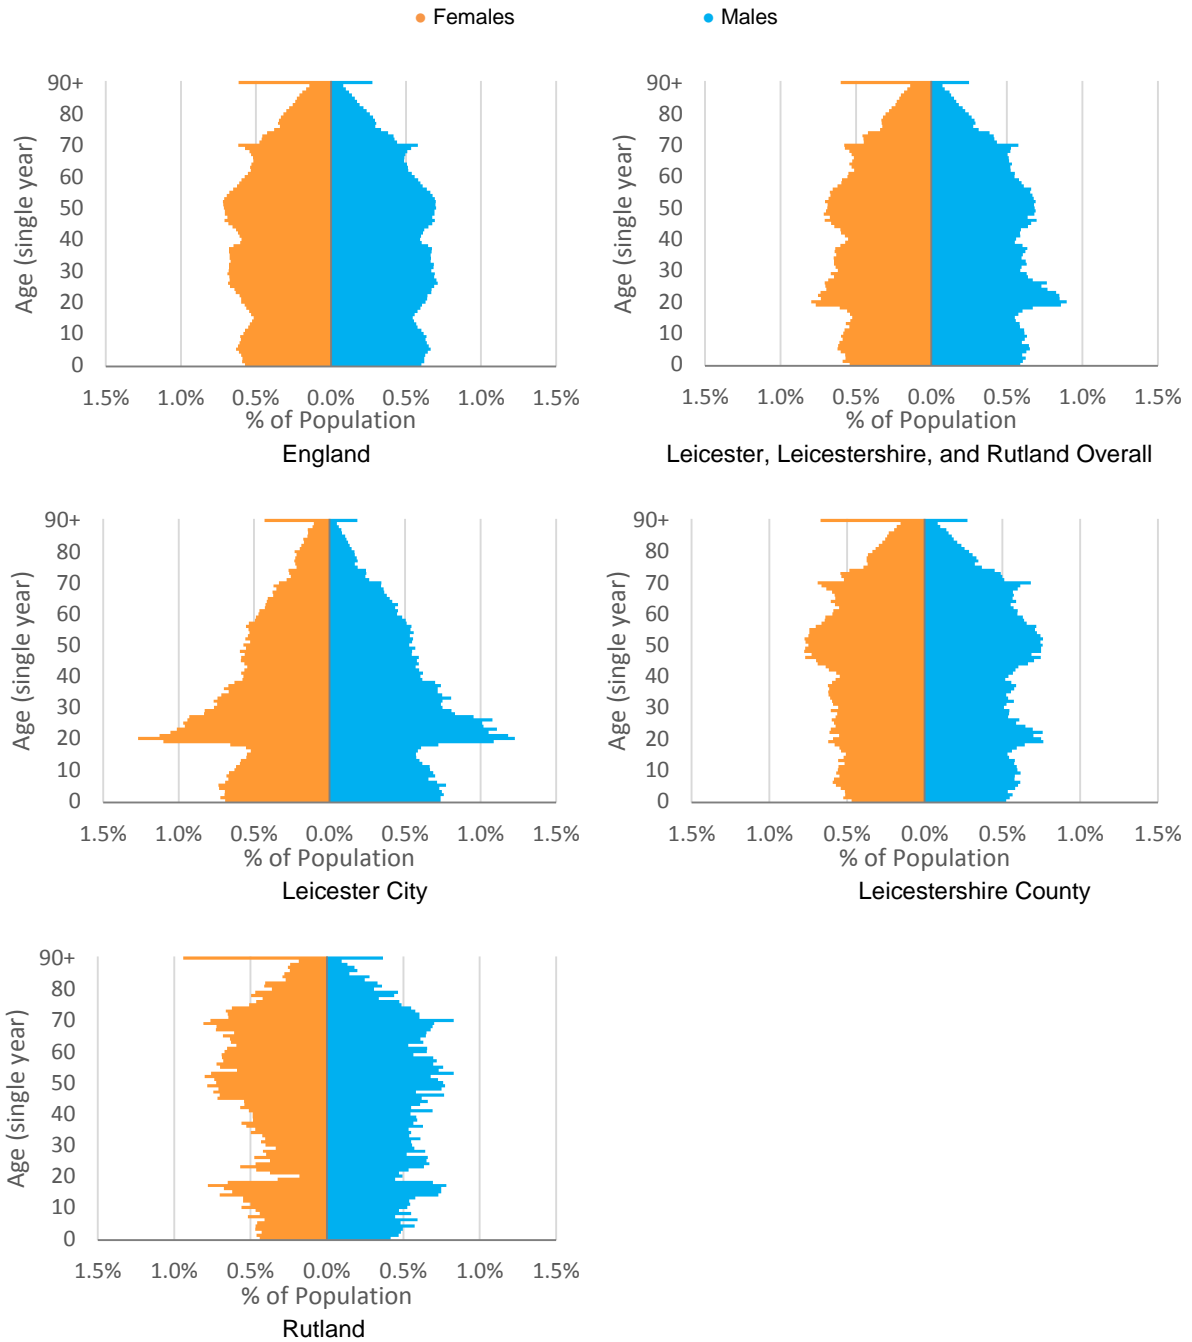 Females Males
90+
80
70
60
50
40
30
20
10
0
Age (single year)
1.5% 1.0% 0.5% 0.0% 0.5% 1.0% 1.5%
% of Population
England
90+
80
70
60
50
40
30
20
10
0
Age (single year)
1.5% 1.0% 0.5% 0.0% 0.5% 1.0% 1.5%
% of Population
Leicester, Leicestershire, and Rutland Overall
90+
80
70
60
50
40
30
20
10
0
Age (single year)
1.5% 1.0% 0.5% 0.0% 0.5% 1.0% 1.5%
% of Population
Leicester City
90+
80
70
60
50
40
30
20
10
0
Age (single year)
1.5% 1.0% 0.5% 0.0% 0.5% 1.0% 1.5%
% of Population
Leicestershire County
90+
80
70
60
50
40
30
20
10
0
Age (single year)
1.5% 1.0% 0.5% 0.0% 0.5% 1.0% 1.5%
% of Population
Rutland